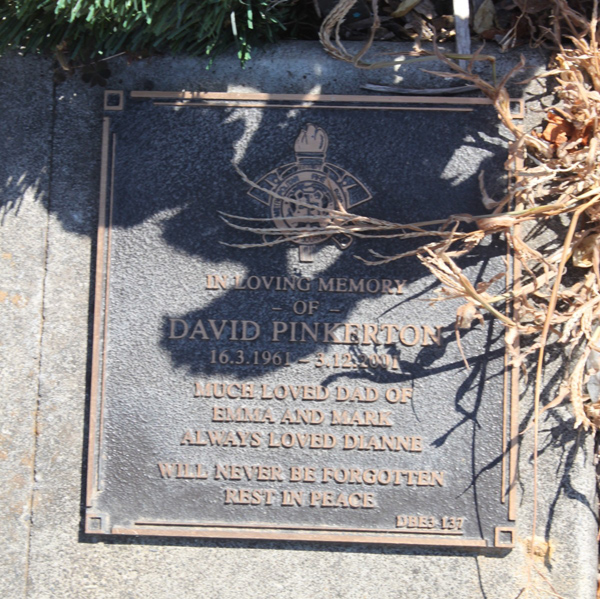 IN LOVING MEMORY
– OF –
DAVID PINKERTON
16.3.1961 –
MUCH LOVED DAD OF
EMMA AND MARK
ALWAYS LOVED DIANNE
WILL NEVER BE FORGOTTEN
REST IN PEACE
DBE3 137